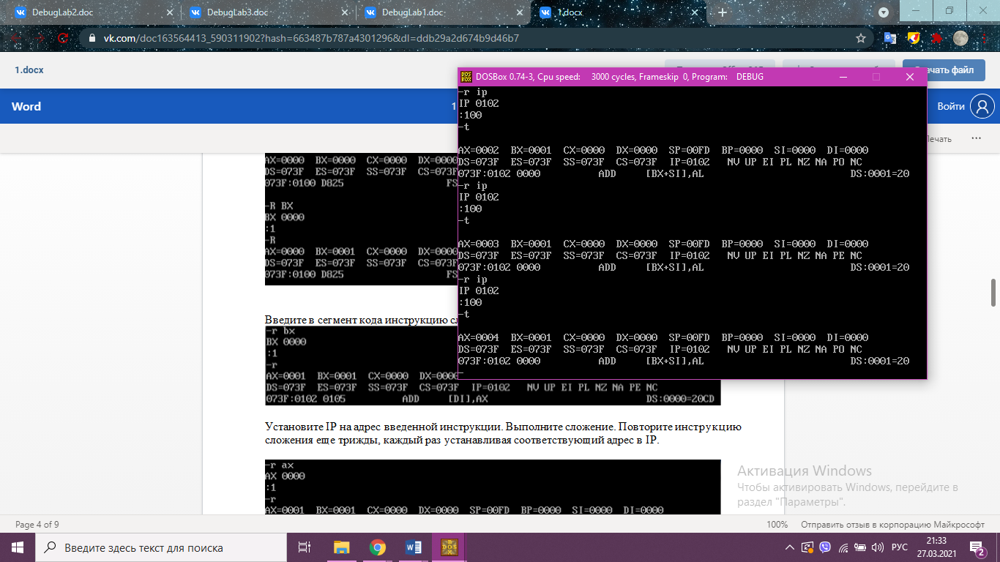 DebugLab2.doc
DebugLab3.doc
DebugLab1.doc
1.docx
vk.com/doc163564413_590311902?hash=663487b787a4301296&dl=ddb29a2d674b9d46b7
1.docx
файл
Word
1
Войти
DOSBox 0.74-3, Cpu speed: 3000 cycles, Frameskip 0, Program: DEBUG
-r ip
IP 0102
:100
-t
AX=0002 BX=0001 CX=0000 DX=0000 SP=00FD BP=0000 SI=0000 DI=0000
DS=073F ES=073F SS=073F CS=073F IP=0102 NV UP EI PL NZ NA PO NC
073F:0102 0000 ADD [BX+SI],AL DS:0001=20
-r ip
IP 0102
:100
-t
AX=0003 BX=0001 CX=0000 DX=0000 SP=00FD BP=0000 SI=0000 DI=0000
DS=073F ES=073F SS=073F CS=073F IP=0102 NV UP EI PL NZ NA PE NC
073F:0102 0000 ADD [BX+SI],AL DS:0001=20
-r ip
IP 0102
:100
-t
AX=0004 BX=0001 CX=0000 DX=0000 SP=00FD BP=0000 SI=0000 DI=0000
DS=073F ES=073F SS=073F CS=073F IP=0102 NV UP EI PL NZ NA PO NC
073F:0102 0000 ADD [BX+SI],AL DS:0001=20
-
AX=0000 BX=0000 CX=0000 DX=000
DS=073F ES=073F SS=073F CS=073
073F:0100 D825 FS
-R BX
BX 0000
:1
-R
AX=0000 BX=0001 CX=0000 DX=000
DS=073F ES=073F SS=073F CS=073
073F:0100 D825 FS
Введите в сегмент кода инструкцию
-r bx
BX 0000
:1
-r
AX=0001 BX=0001 CX=0000 DX=000
DS=073F ES=073F SS=073F CS=073F IP=0102 NV UP EI PL NZ NA PE NC
073F:0102 0105 ADD [DI],AX DS:0000=20CD
Установите IP на адрес введенной инструкции. Выполните сложение. Повторите инструкцию
сложения еще трижды, каждый раз устанавливая соответствующий адрес в IP.
-r ax
AX 0000
:1
-r
AX=0001 BX=0001 CX=0000 DX=0000 SP=00FD BP=0000 SI=0000 DI=0000
Активация Windows
Чтобы активировать Windows, перейдите в
раздел "Параметры".
Page 4 of 9
100% Отправить отзыв в корпорацию Майкрософт
Введите здесь текст для поиска
РУС
21:33
27.03.2021
2